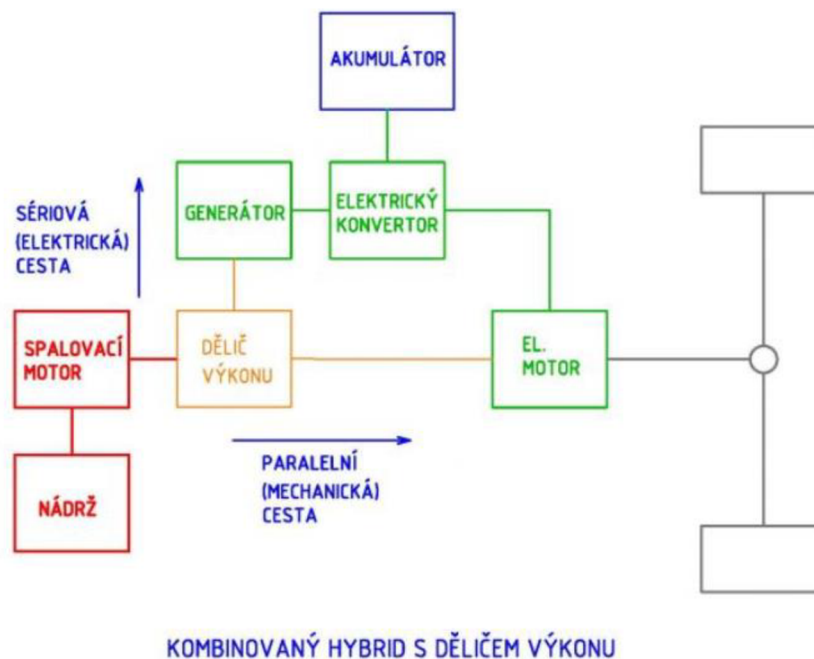 AKUMULÁTOR
SÉRIOVÁ
(ELEKTRICKÁ)
CESTA
GENERÁTOR
ELEKTRICKÝ
KONVERTOR
SPALOVACÍ
MOTOR
DĚLIČ
VÝKONU
EL.
MOTOR
NÁDRŽ
PARALELNÍ
(MECHANICKÁ)
CESTA
KOMBINOVANÝ HYBRID S DĚLIČEM VÝKONU